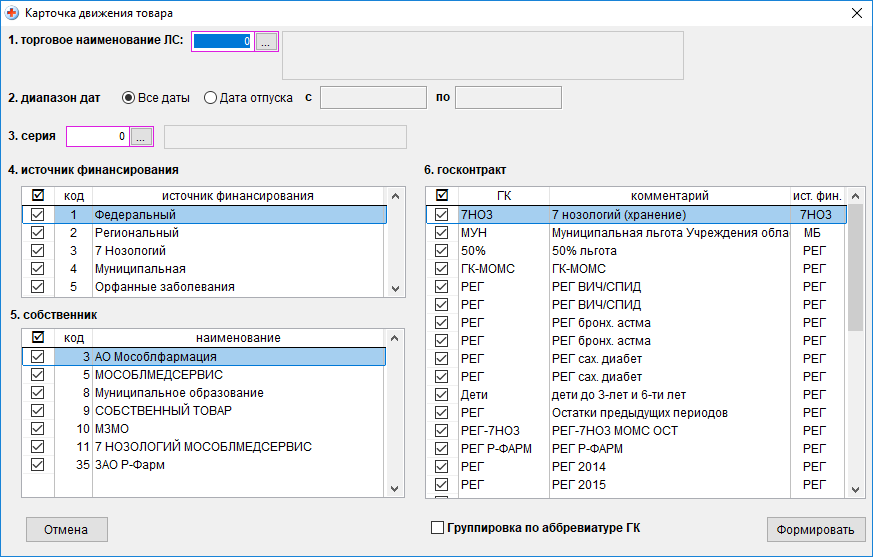 Карточка движения товара
1. торговое наименование ЛС: 0 ...
2. диапазон дат Все даты Дата отпуска с по
3. серия 0 ...
4. источник финансирования
код источник финансирования
1 Федеральный
2 Региональный
3 7 Нозологий
4 Муниципальная
5 Орфанные заболевания
5. собственник
код наименование
3 АО Мособлфармация
5 МОСОБЛМЕДСЕРВИС
8 Муниципальное образование
9 СОБСТВЕННЫЙ ТОВАР
10 МЗМО
11 7 НОЗОЛОГИЙ МОСОБЛМЕДСЕРВИС
35 ЗАО Р-Фарм
6. госконтракт
ГК комментарий ист. фин.
7НОЗ 7 нозологий (хранение) 7НОЗ
МУН Муниципальная льгота Учреждения обла МБ
50% 50% льгота РЕГ
ГК-МОМС ГК-МОМС РЕГ
РЕГ РЕГ ВИЧ/СПИД РЕГ
РЕГ РЕГ ВИЧ/СПИД РЕГ
РЕГ РЕГ бронх. астма РЕГ
РЕГ РЕГ бронх. астма РЕГ
РЕГ РЕГ сах. диабет РЕГ
РЕГ РЕГ сах. диабет РЕГ
Дети дети до 3-лет и 6-ти лет РЕГ
РЕГ Остатки предыдущих периодов РЕГ
РЕГ-7НОЗ РЕГ-7НОЗ МОМС ОСТ РЕГ
РЕГ Р-ФАРМ РЕГ Р-ФАРМ РЕГ
РЕГ РЕГ 2014 РЕГ
РЕГ РЕГ 2015 РЕГ
Отмена
Группировка по аббревиатуре ГК
Формировать